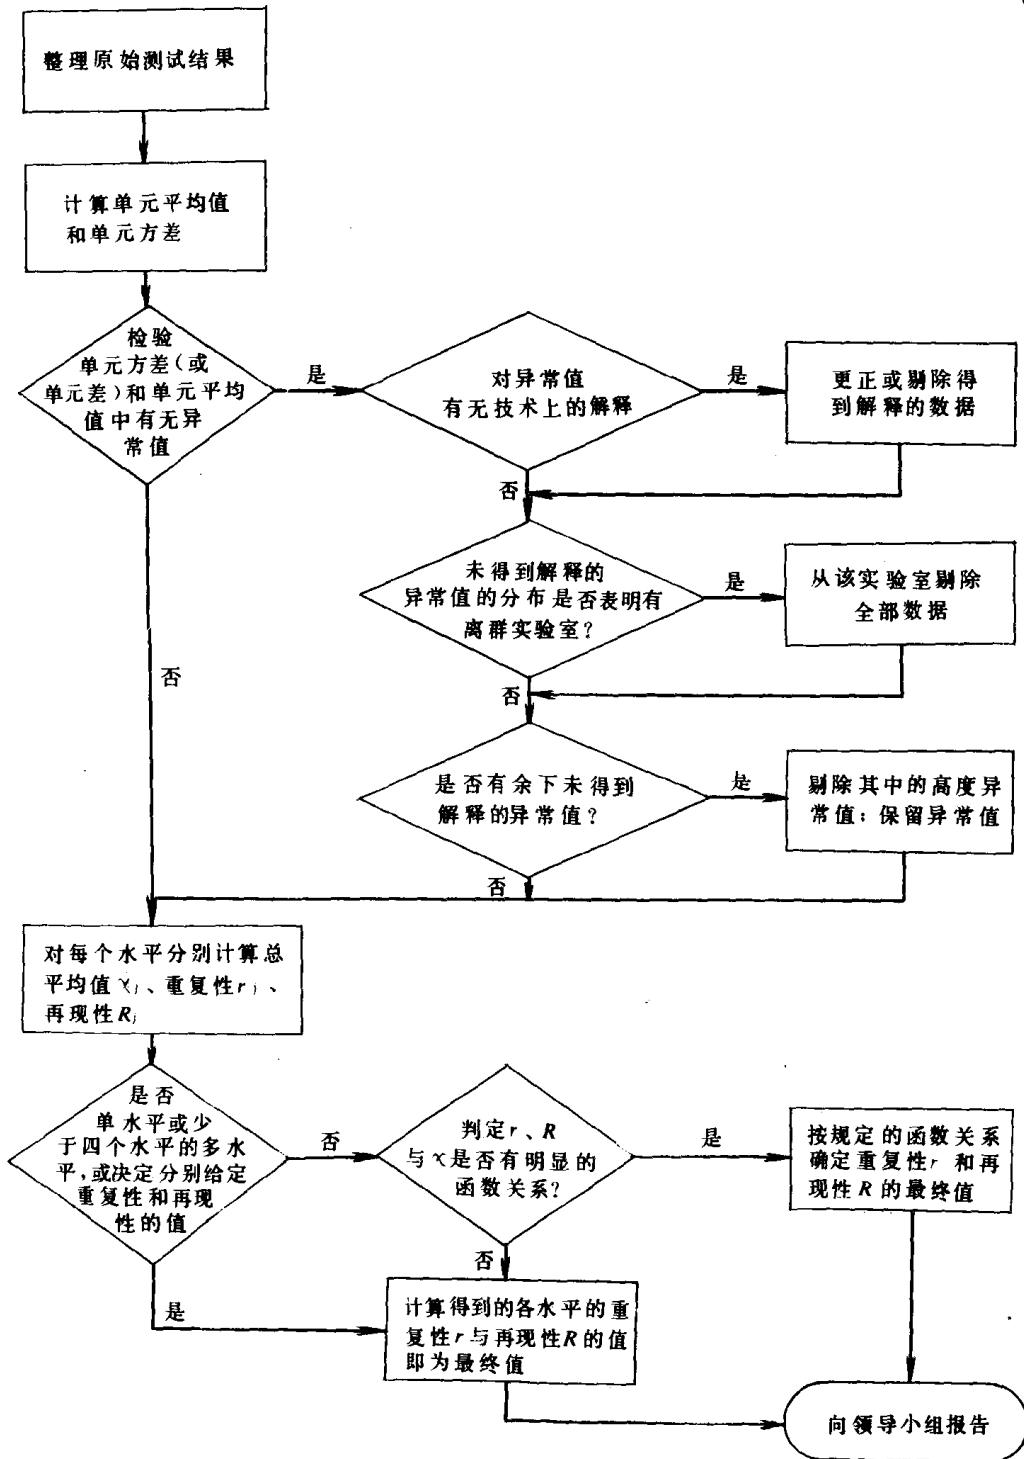 整理原始测试结果
计算单元平均值
和单元方差
检验
单元方差(或
单元差)和单元平均
值中有无异
常值
是
对异常值
有无技术上的解释
是
更正或剔除得
到解释的数据
否
未得到解释的
异常值的分布是否表明有
离群实验室?
是
从该实验室剔除
全部数据
否
否
是否有余下未得到
解释的异常值?
是
剔除其中的高度异
常值;保留异常值
否
对每个水平分别计算总
平均值χj、重复性rj、
再现性Rj
是否
单水平或少
于四个水平的多水
平,或决定分别给定
重复性和再现
性的值
否
判定r、R
与χ是否有明显的
函数关系?
是
按规定的函数关系
确定重复性r和再
现性R的最终值
否
是
计算得到的各水平的重
复性r与再现性R的值
即为最终值
向领导小组报告